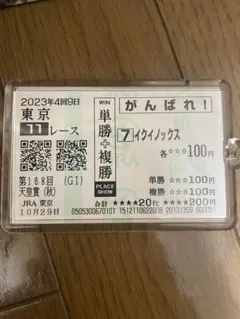 2023年4回9日
東京
11レース
第168回 (GI)
天皇賞(秋)
JRA 東京
10月29日
WIN
単勝+複勝
PLACE
SHOW
がんばれ!
7 イクイノックス
各☆☆☆100円
単勝 ☆☆☆100円
複勝 ☆☆☆100円
合計 ★★★★20枚 ★★★★200円